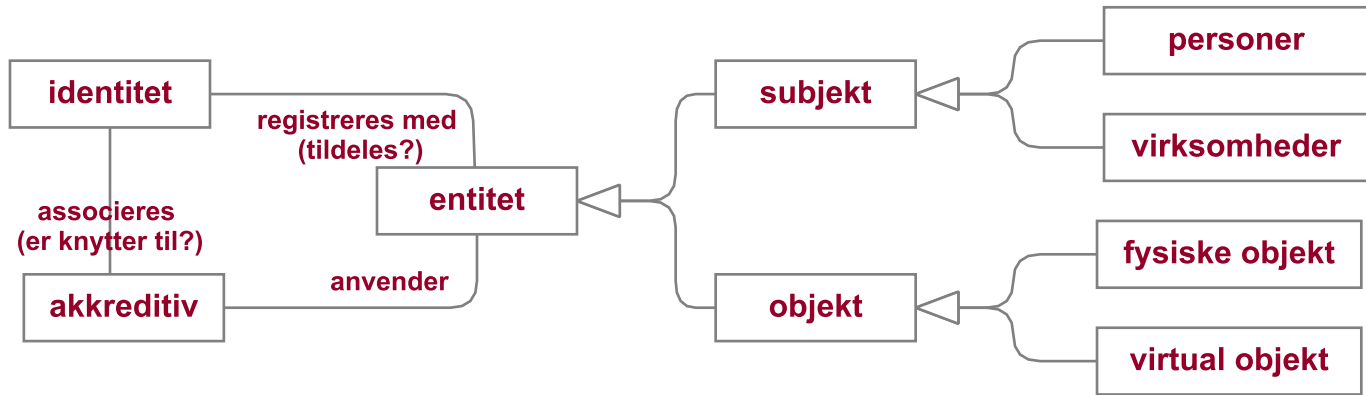 identitet
registreres med
(tildeles?)
entitet
associeres
(er knytter til?)
akkreditiv
anvender
subjekt
objekt
personer
virksomheder
fysiske objekt
virtual objekt